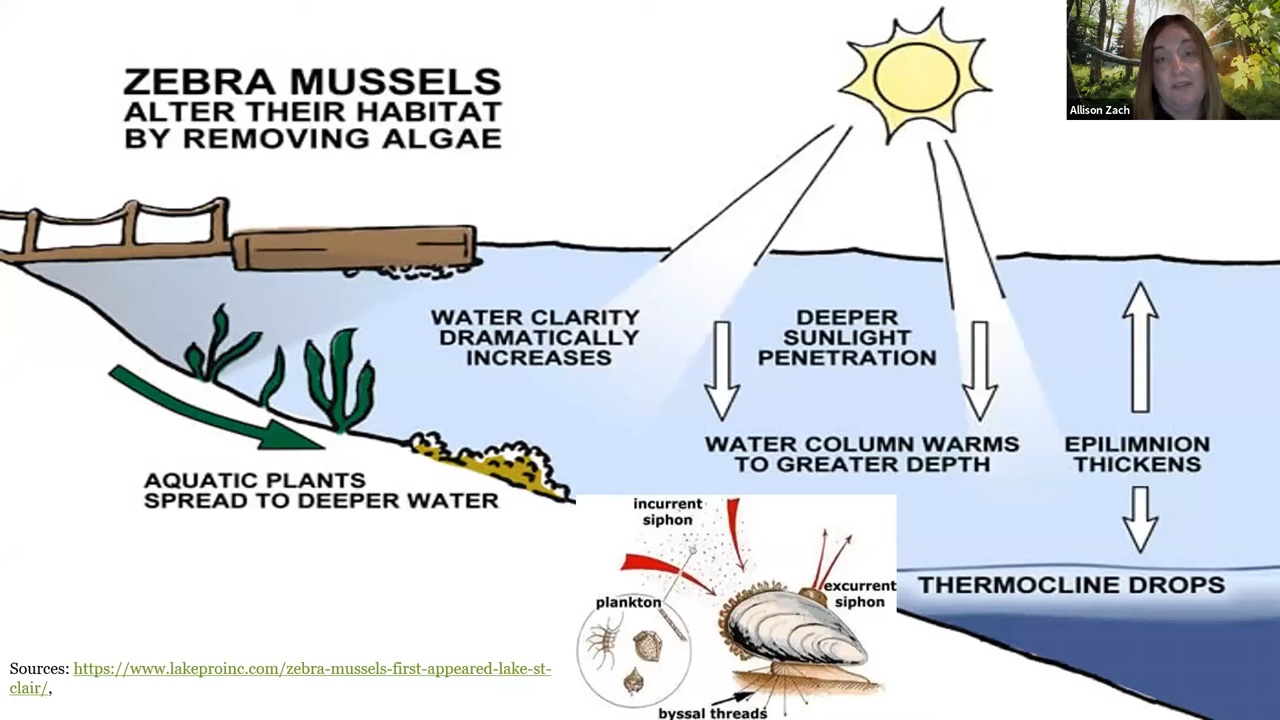 ZEBRA MUSSELS
ALTER THEIR HABITAT
BY REMOVING ALGAE
Allison Zach
WATER CLARITY
DRAMATICALLY
INCREASES
DEEPER
SUNLIGHT
PENETRATION
WATER COLUMN WARMS
TO GREATER DEPTH
EPILIMNION
THICKENS
AQUATIC PLANTS
SPREAD TO DEEPER WATER
THERMOCLINE DROPS
incurrent
siphon
plankton
excurrent
siphon
byssal threads
Sources: https://www.lakeproinc.com/zebra-mussels-first-appeared-lake-st-
clair/,